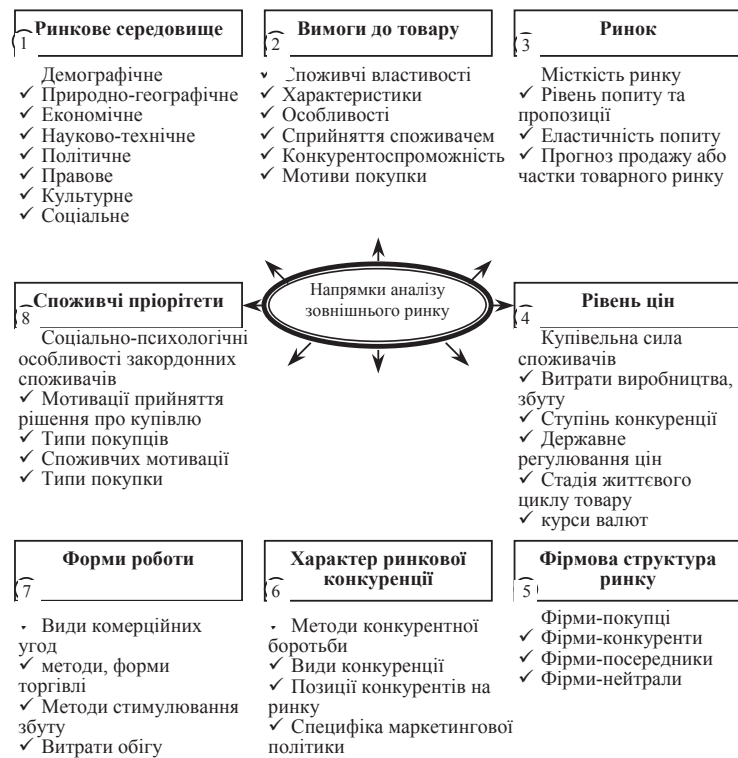 Ринкове середовище
1
Демографічне
✓ Природно-географічне
✓ Економічне
✓ Науково-технічне
✓ Політичне
✓ Правове
✓ Культурне
✓ Соціальне
Вимоги до товару
2
✓ Споживчі властивості
✓ Характеристики
✓ Особливості
✓ Сприйняття споживачем
✓ Конкурентоспроможність
✓ Мотиви покупки
Ринок
3
Місткість ринку
✓ Рівень попиту та
пропозиції
✓ Еластичність попиту
✓ Прогноз продажу або
частки товарного ринку
Споживчі пріорітети
8
Соціально-психологічні
особливості закордонних
споживачів
✓ Мотивації прийняття
рішення про купівлю
✓ Типи покупців
✓ Споживчих мотивації
✓ Типи покупки
Напрямки аналізу
зовнішнього ринку
Рівень цін
4
Купівельна сила
споживачів
✓ Витрати виробництва,
збуту
✓ Ступінь конкуренції
✓ Державне
регулювання цін
✓ Стадія життєвого
циклу товару
✓ курси валют
Форми роботи
7
Види комерційних
угод
✓ методи, форми
торгівлі
✓ Методи стимулювання
збуту
✓ Витрати обігу
Характер ринкової
конкуренції
6
Методи конкурентної
боротьби
✓ Види конкуренції
✓ Позиції конкурентів на
ринку
✓ Специфіка маркетингової
політики
Фірмова структура
ринку
5
Фірми-покупці
✓ Фірми-конкуренти
✓ Фірми-посередники
✓ Фірми-нейтрали